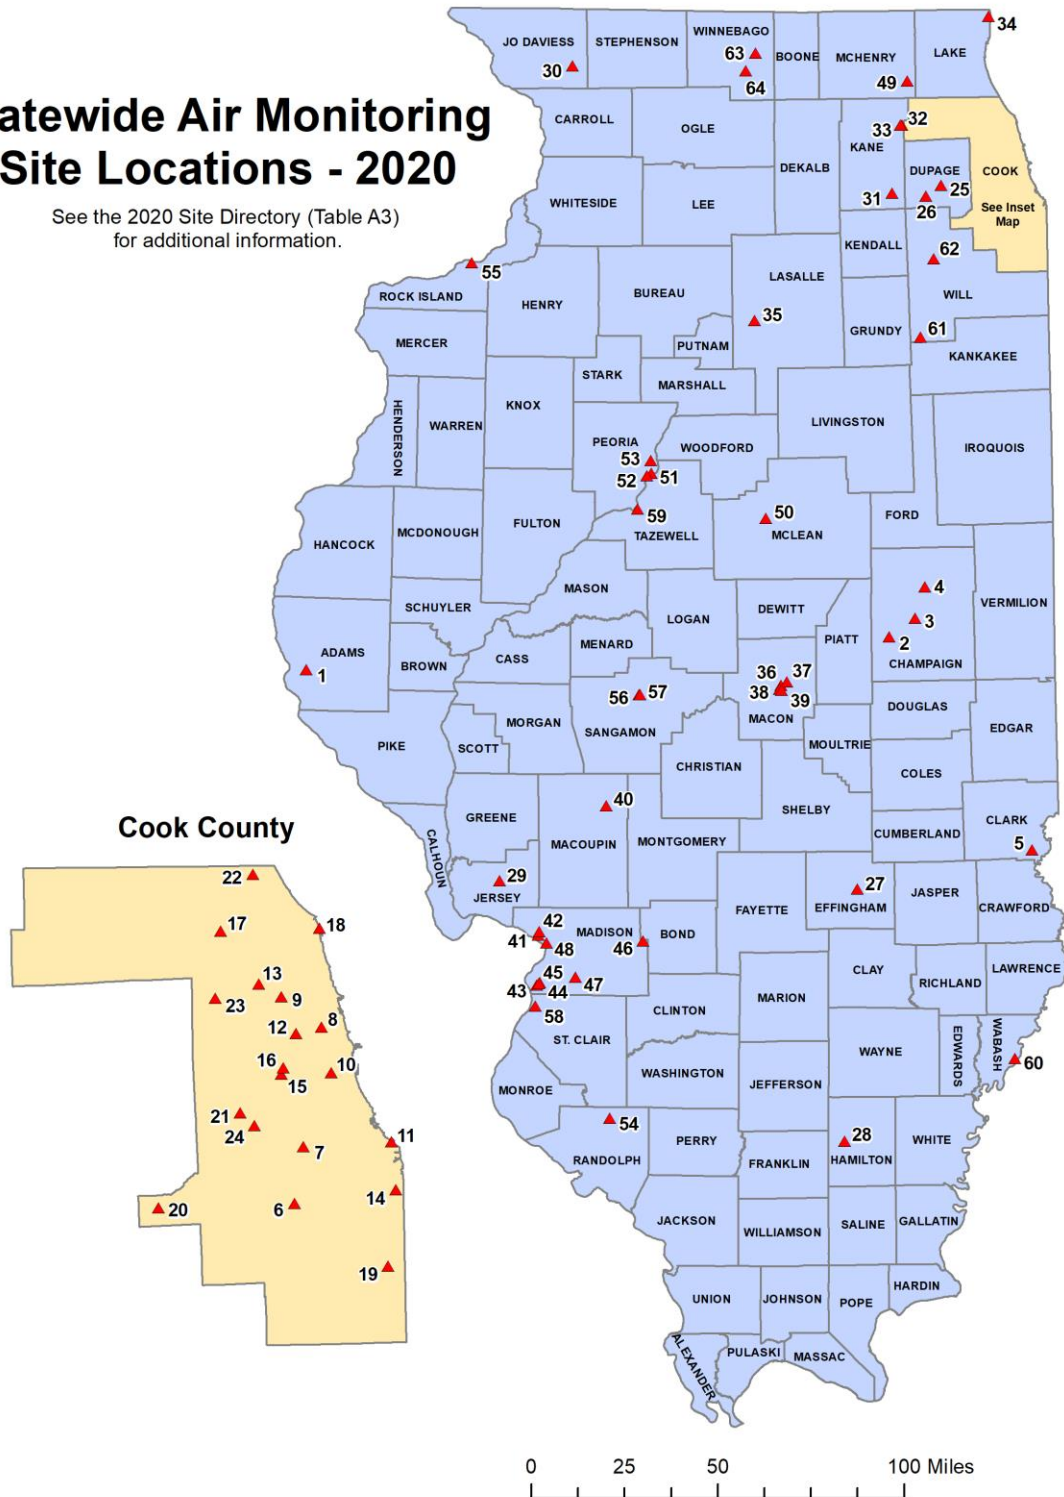 atewide Air Monitoring
Site Locations - 2020
See the 2020 Site Directory (Table A3)
for additional information.
JO DAVIESS
STEPHENSON
WINNEBAGO
BOONE
MCHENRY
LAKE
34
30
63
64
49
CARROLL
OGLE
DEKALB
KANE
33
32
COOK
See Inset
Map
DUPAGE
25
26
31
WHITESIDE
LEE
KENDALL
62
55
ROCK ISLAND
HENRY
BUREAU
LASALLE
35
WILL
GRUNDY
61
KANKAKEE
MERCER
PUTNAM
STARK
MARSHALL
HENDERSON
WARREN
KNOX
LIVINGSTON
IROQUOIS
PEORIA
WOODFORD
53
52
51
59
TAZEWELL
50
MCLEAN
FORD
HANCOCK
MCDONOUGH
FULTON
MASON
LOGAN
DEWITT
PIATT
4
3
2
CHAMPAIGN
VERMILION
SCHUYLER
ADAMS
1
BROWN
CASS
MENARD
56
57
SANGAMON
36
37
38
39
MACON
DOUGLAS
EDGAR
PIKE
SCOTT
MORGAN
CHRISTIAN
MOULTRIE
COLES
SHELBY
GREENE
40
MACOUPIN
MONTGOMERY
CUMBERLAND
CLARK
5
CALHOUN
29
JERSEY
FAYETTE
27
EFFINGHAM
JASPER
CRAWFORD
42
41
48
MADISON
46
BOND
45
43
44
47
58
CLAY
RICHLAND
LAWRENCE
MARION
CLINTON
ST. CLAIR
WAYNE
EDWARDS
WABASH
60
WASHINGTON
JEFFERSON
MONROE
54
RANDOLPH
PERRY
28
HAMILTON
WHITE
FRANKLIN
JACKSON
WILLIAMSON
SALINE
GALLATIN
UNION
JOHNSON
POPE
HARDIN
ALEXANDER
PULASKI
MASSAC
Cook County
22
17
18
13
23
9
12
8
16
15
10
21
24
7
11
20
6
14
19
0 25 50 100 Miles